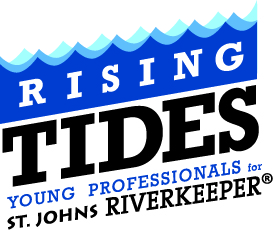 RISING
TIDES
YOUNG PROFESSIONALS for
ST. JOHNS RIVERKEEPER®